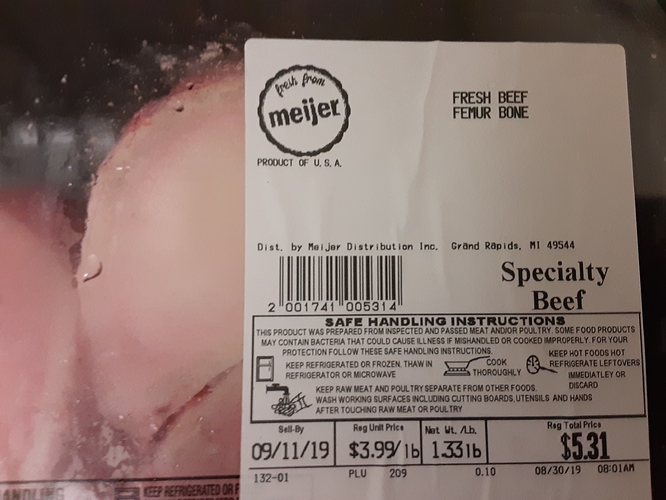 fresh from
meijer
PRODUCT OF U.S.A.
FRESH BEEF
FEMUR BONE
Dist. by Meijer Distribution Inc. Grand Rapids, MI 49544
2 001741 005314
Specialty
Beef
SAFE HANDLING INSTRUCTIONS
THIS PRODUCT WAS PREPARED FROM INSPECTED AND PASSED MEAT AND/OR POULTRY. SOME FOOD PRODUCTS
MAY CONTAIN BACTERIA THAT COULD CAUSE ILLNESS IF MISHANDLED OR COOKED IMPROPERLY. FOR YOUR
PROTECTION FOLLOW THESE SAFE HANDLING INSTRUCTIONS.
KEEP REFRIGERATED OR FROZEN. THAW IN
REFRIGERATOR OR MICROWAVE
COOK
THOROUGHLY
KEEP HOT FOODS HOT
REFRIGERATE LEFTOVERS
IMMEDIATLEY OR
DISCARD
KEEP RAW MEAT AND POULTRY SEPARATE FROM OTHER FOODS.
WASH WORKING SURFACES INCLUDING CUTTING BOARDS, UTENSILS AND HANDS
AFTER TOUCHING RAW MEAT OR POULTRY
Sell-By
09/11/19
Reg Unit Price
$3.99/lb
Net Wt. /Lb.
1.33 lb
Reg Total Price
$5.31
132-01 PLU 209 0.10 08/30/19 08:01AM
KEEP REFRIGERATED OR F